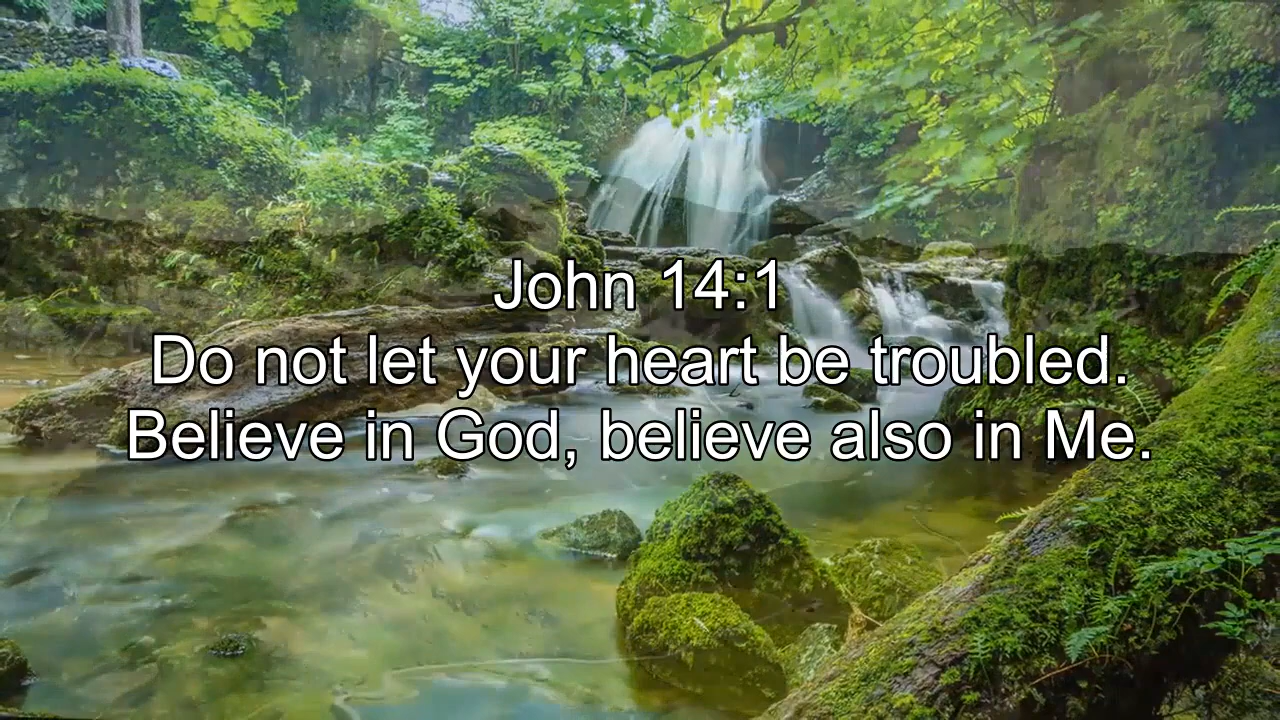 John 14:1
Do not let your heart be troubled.
Believe in God, believe also in Me.